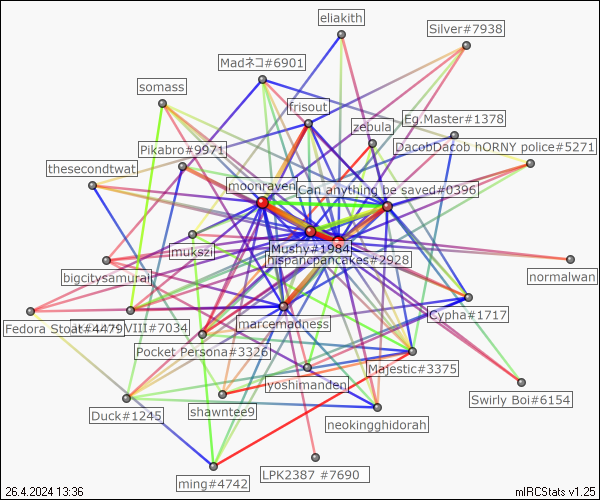 eliakith
Silver#7938
Madネコ#6901
somass
frisout
Eg.Master#1378
zebula
Pikabro#9971
DacobDacob hORNY police#5271
thesecondtwat
moonraven
Can anything be saved#0396
mukszi
Mushy#1984
hispanicpancakes#2928
bigcitysamurai
normalwan
Fedora Stoat#4479
VIII#7034
marcemadness
Cypha#1717
Pocket Persona#3326
Majestic#3375
yoshimanden
Swirly Boi#6154
Duck#1245
shawntee9
neokingghidorah
LPK2387 #7690
ming#4742
26.4.2024 13:36
mIRCStats v1.25